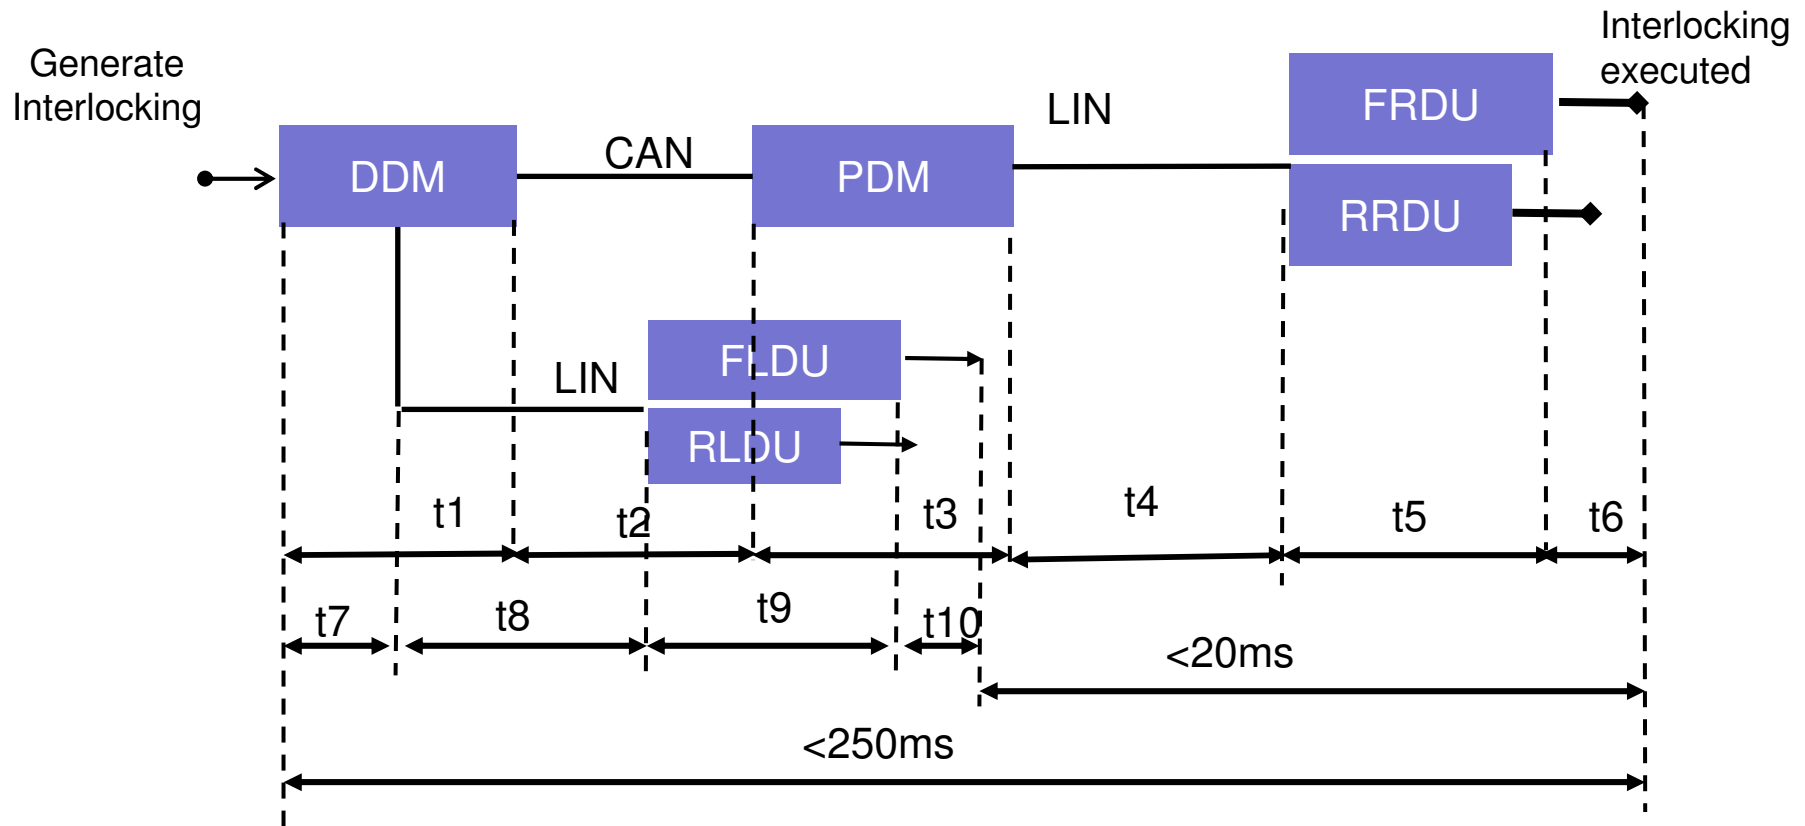 Generate
Interlocking
DDM
CAN
PDM
LIN
FRDU
RRDU
Interlocking
executed
LIN
FLDU
RLDU
t1
t2
t3
t4
t5
t6
t7
t8
t9
t10
<20ms
<250ms